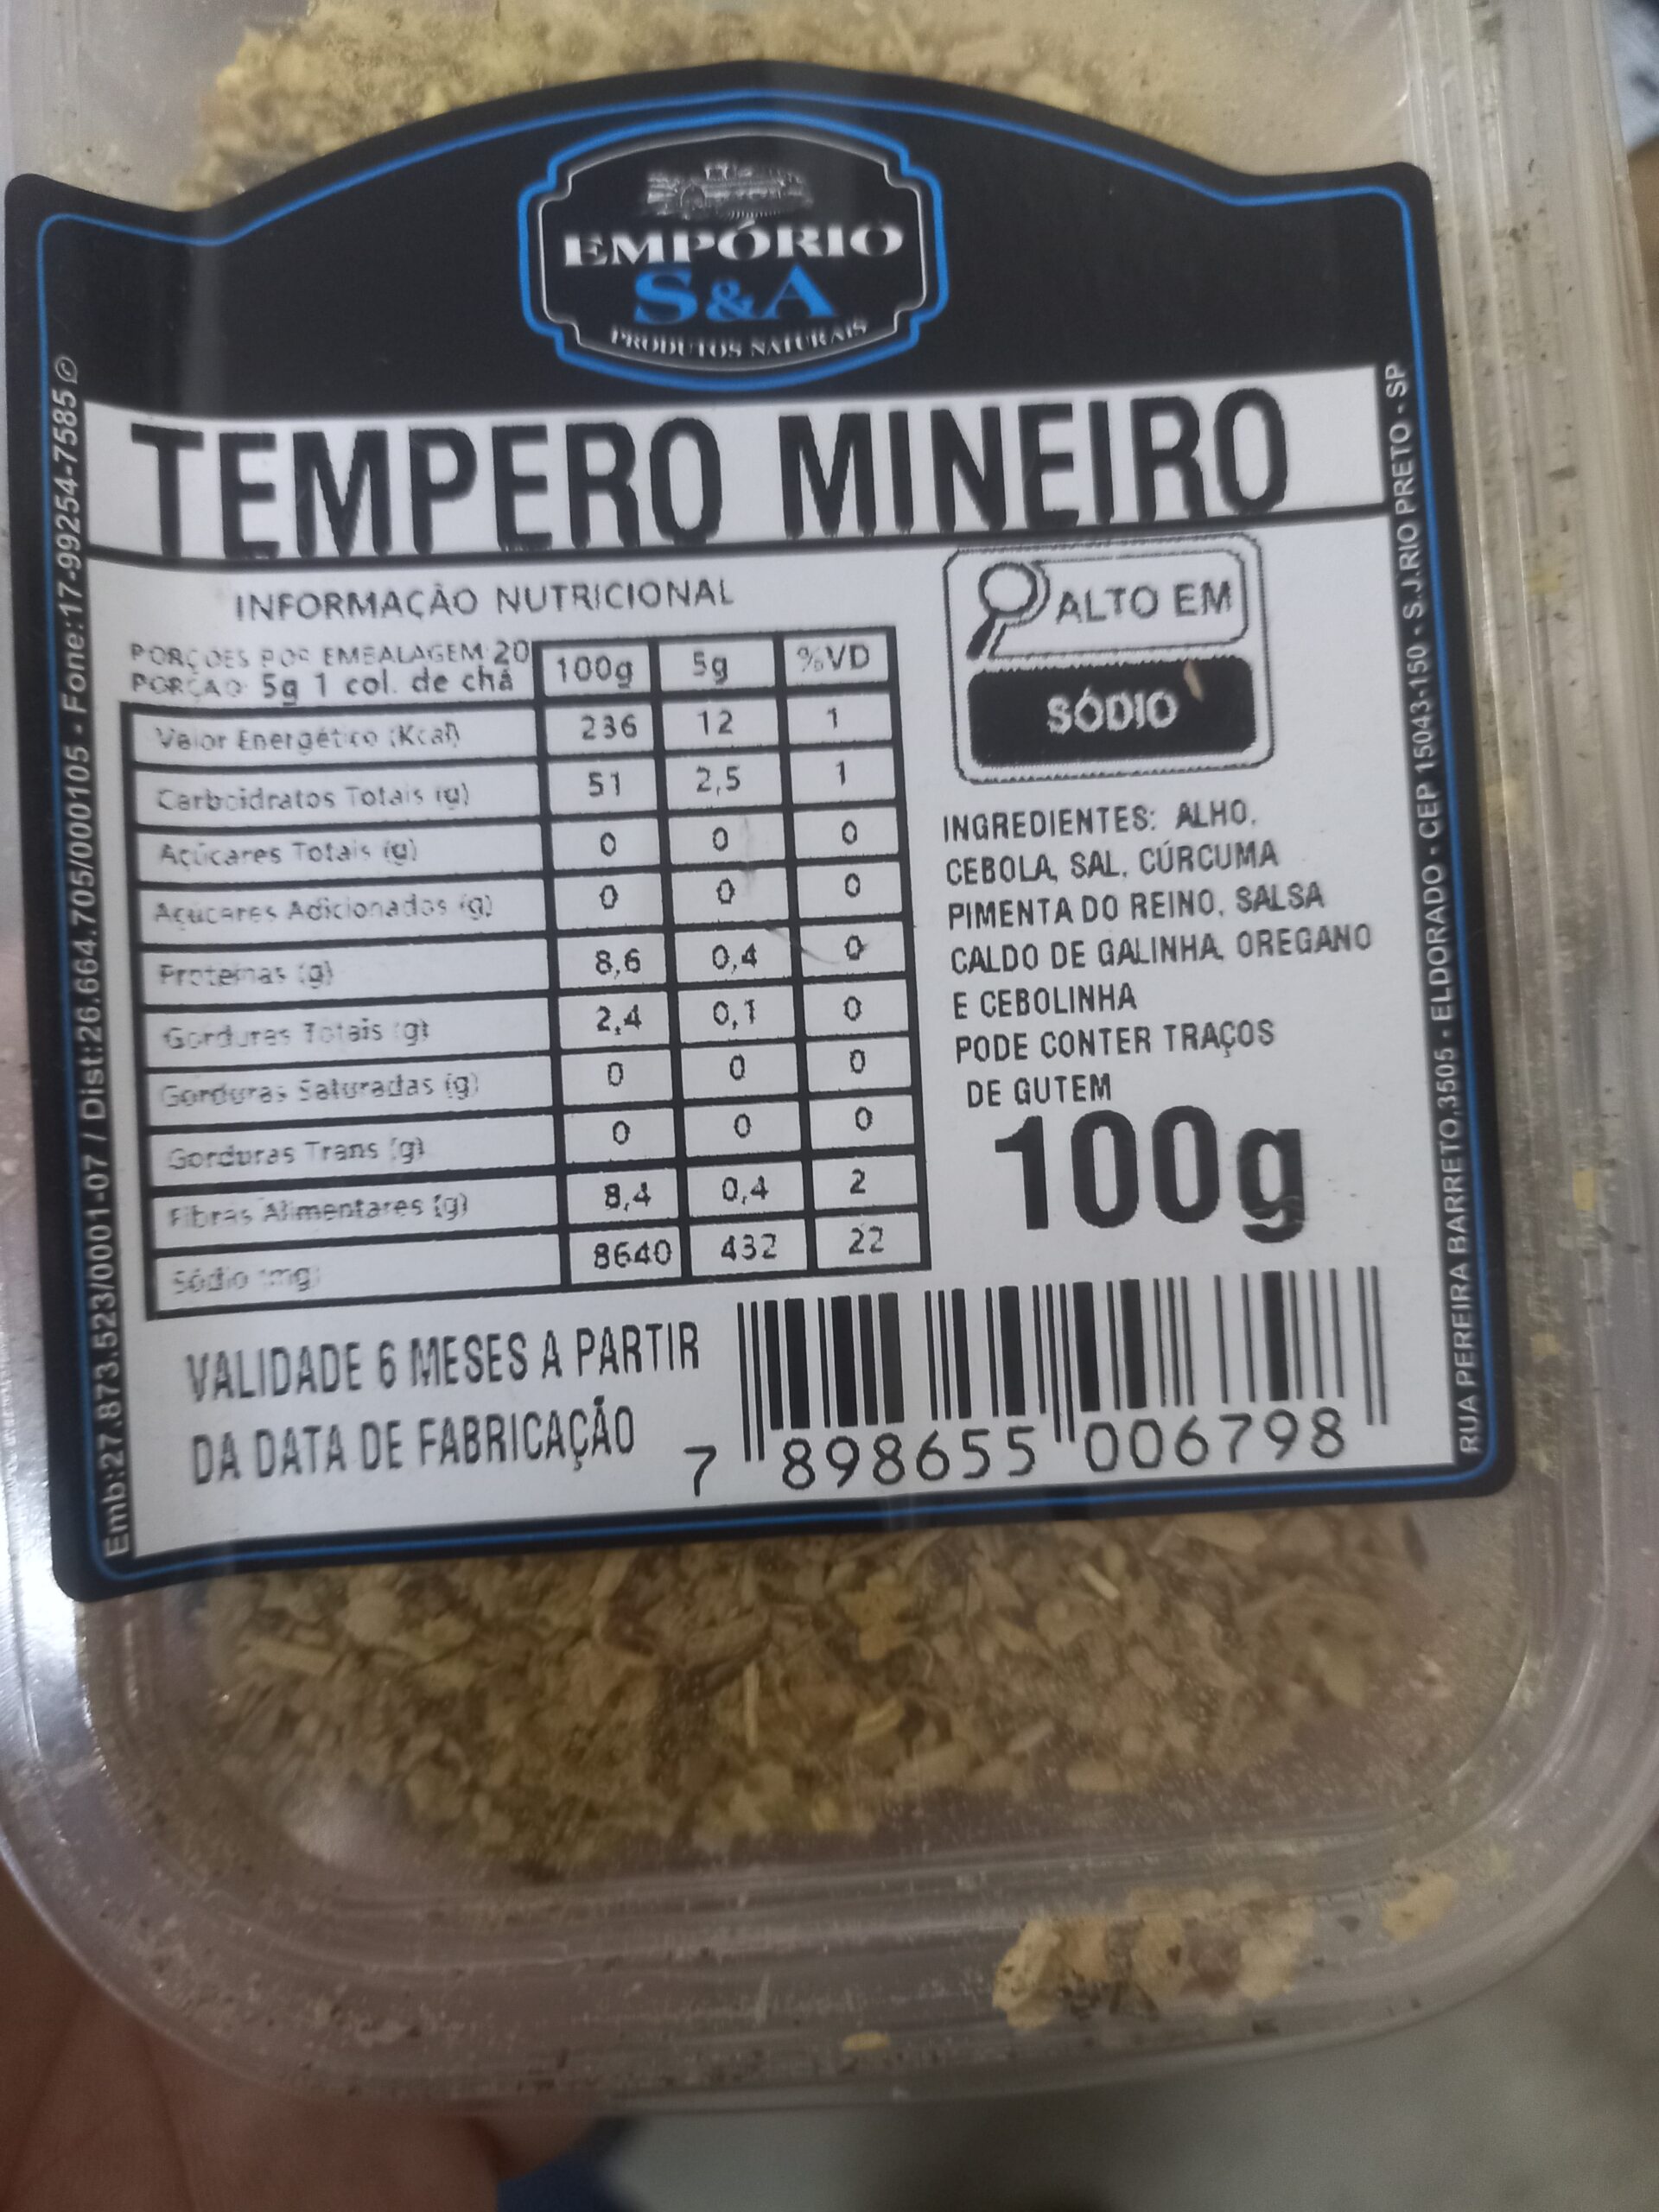 EMPÓRIO
S&A
PRODUTOS NATURAIS
TEMPERO MINEIRO
INFORMAÇÃO NUTRICIONAL
PORÇOES POR EMBALAGEM: 20
PORÇAO: 5g 1 col. de chá
100g 5g %VD
Valor Energético (Kcal) 236 12 1
Carboidratos Totais (g) 51 2,5 1
Açúcares Totais (g) 0 0 0
Açúcares Adicionados (g) 0 0 0
Proteínas (g) 8,6 0,4 0
Gorduras Totais (g) 2,4 0,1 0
Gorduras Saturadas (g) 0 0 0
Gorduras Trans (g) 0 0 0
Fibras Alimentares (g) 8,4 0,4 2
Sódio (mg) 8640 432 22
ALTO EM
SÓDIO
INGREDIENTES: ALHO,
CEBOLA, SAL, CÚRCUMA
PIMENTA DO REINO, SALSA
CALDO DE GALINHA, OREGANO
E CEBOLINHA
PODE CONTER TRAÇOS
DE GUTEM
100g
VALIDADE 6 MESES A PARTIR
DA DATA DE FABRICAÇÃO
7 898655 006798
Emb:27.873.523/0001-07 / Dist:26.664.705/000105 - Fone:17-99254-7585 ©
RUA PEREIRA BARRETO,3505 - ELDORADO - CEP 15043-150 - S.J.RIO PRETO - SP